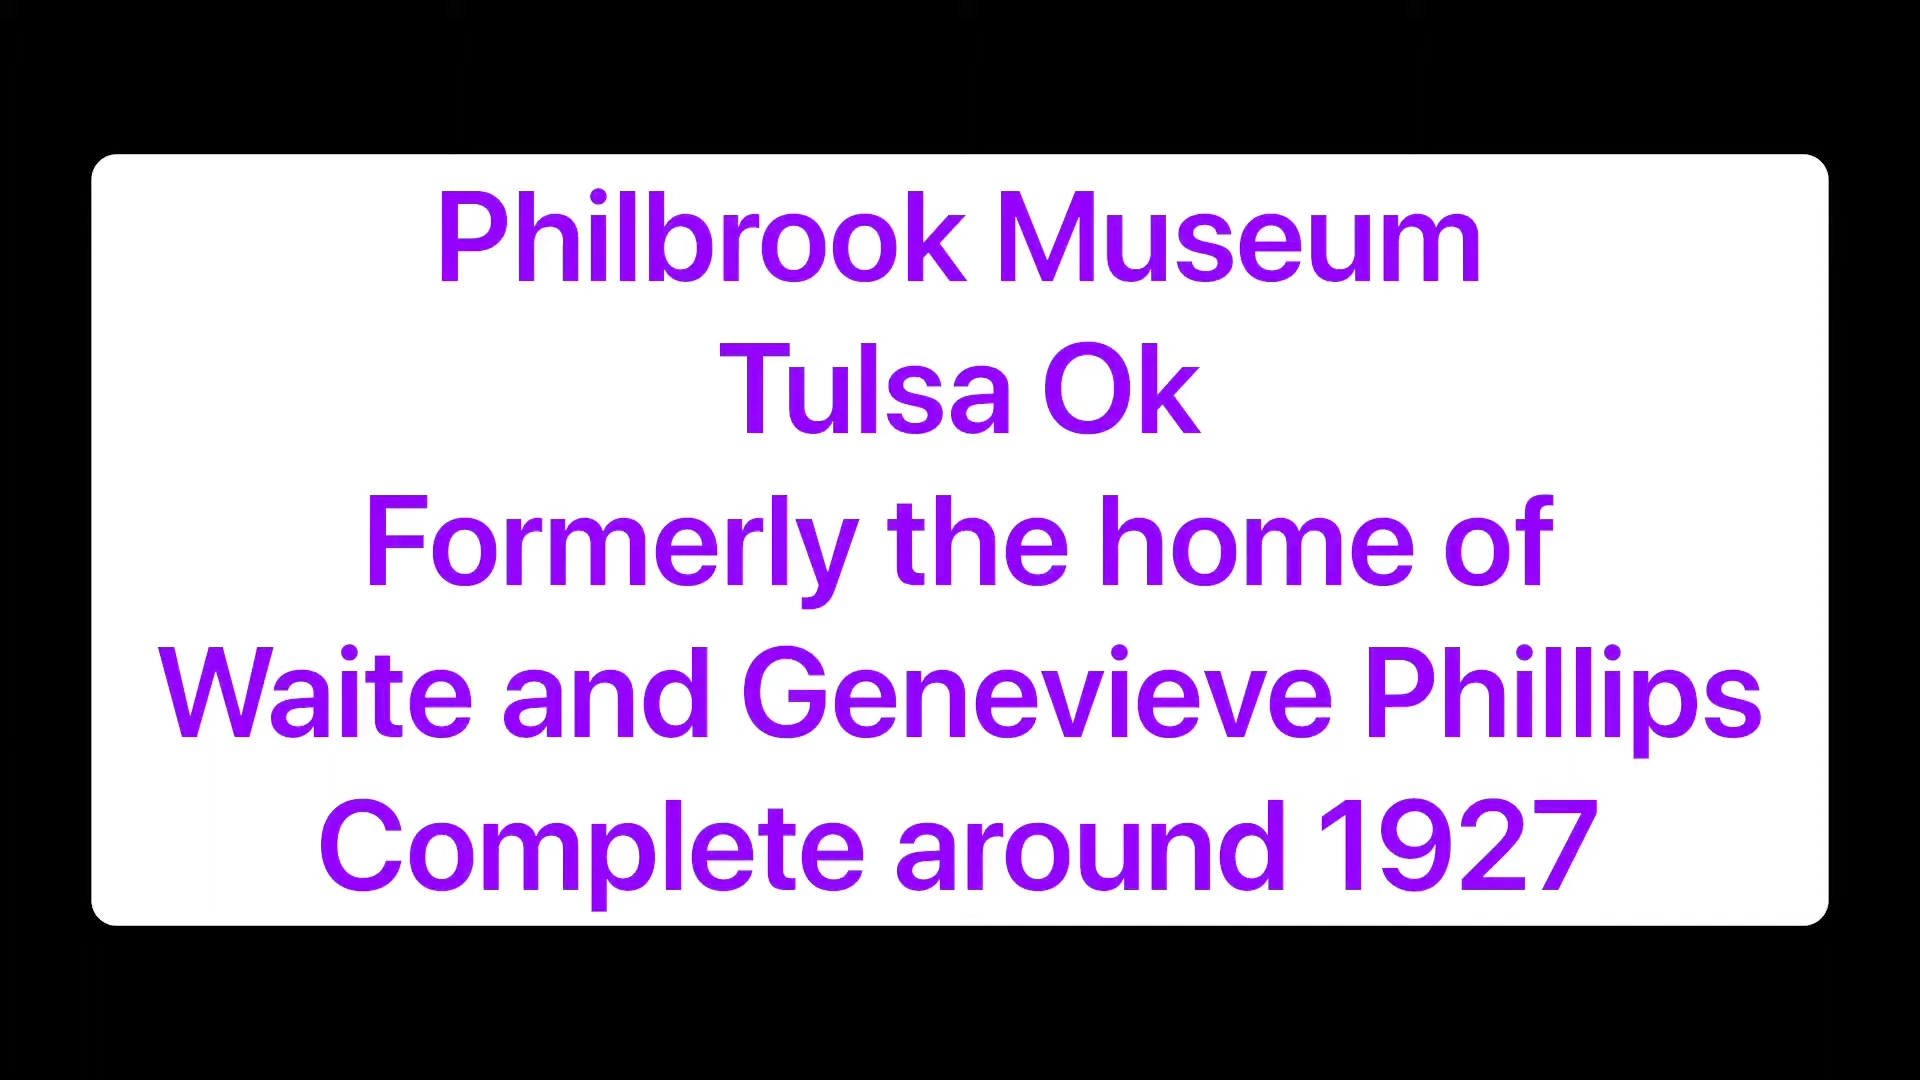 Philbrook Museum
Tulsa Ok
Formerly the home of
Waite and Genevieve Phillips
Complete around 1927